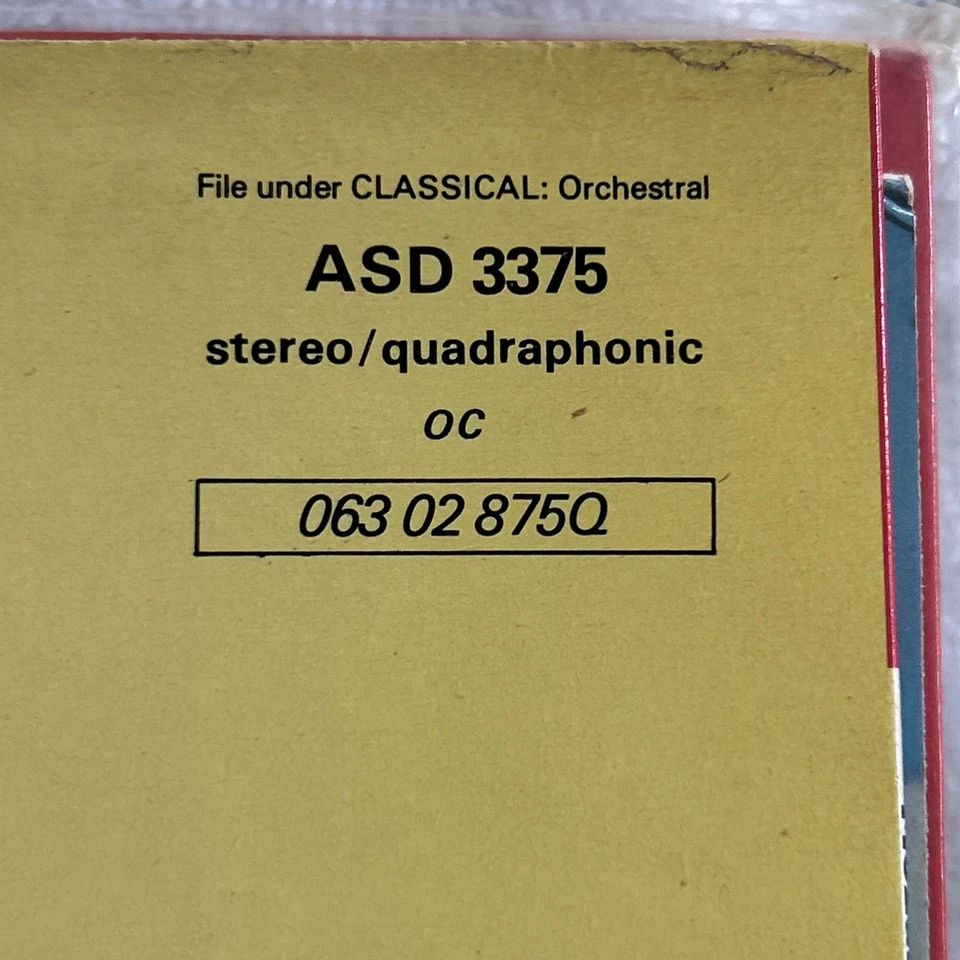 File under CLASSICAL: Orchestral
ASD 3375
stereo/quadraphonic
oc
063 02 875Q